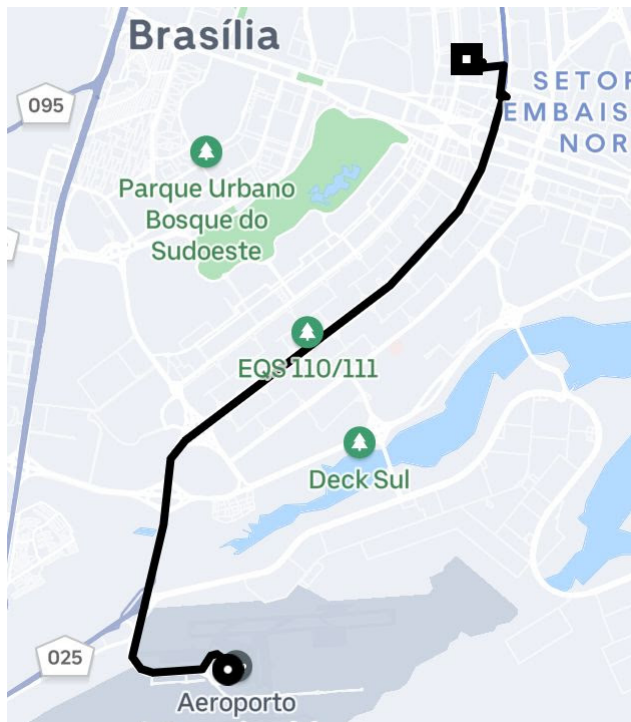 Brasília
095
SETOR
EMBAIS
NOR
Parque Urbano
Bosque do
Sudoeste
EQS 110/111
Deck Sul
025
Aeroporto